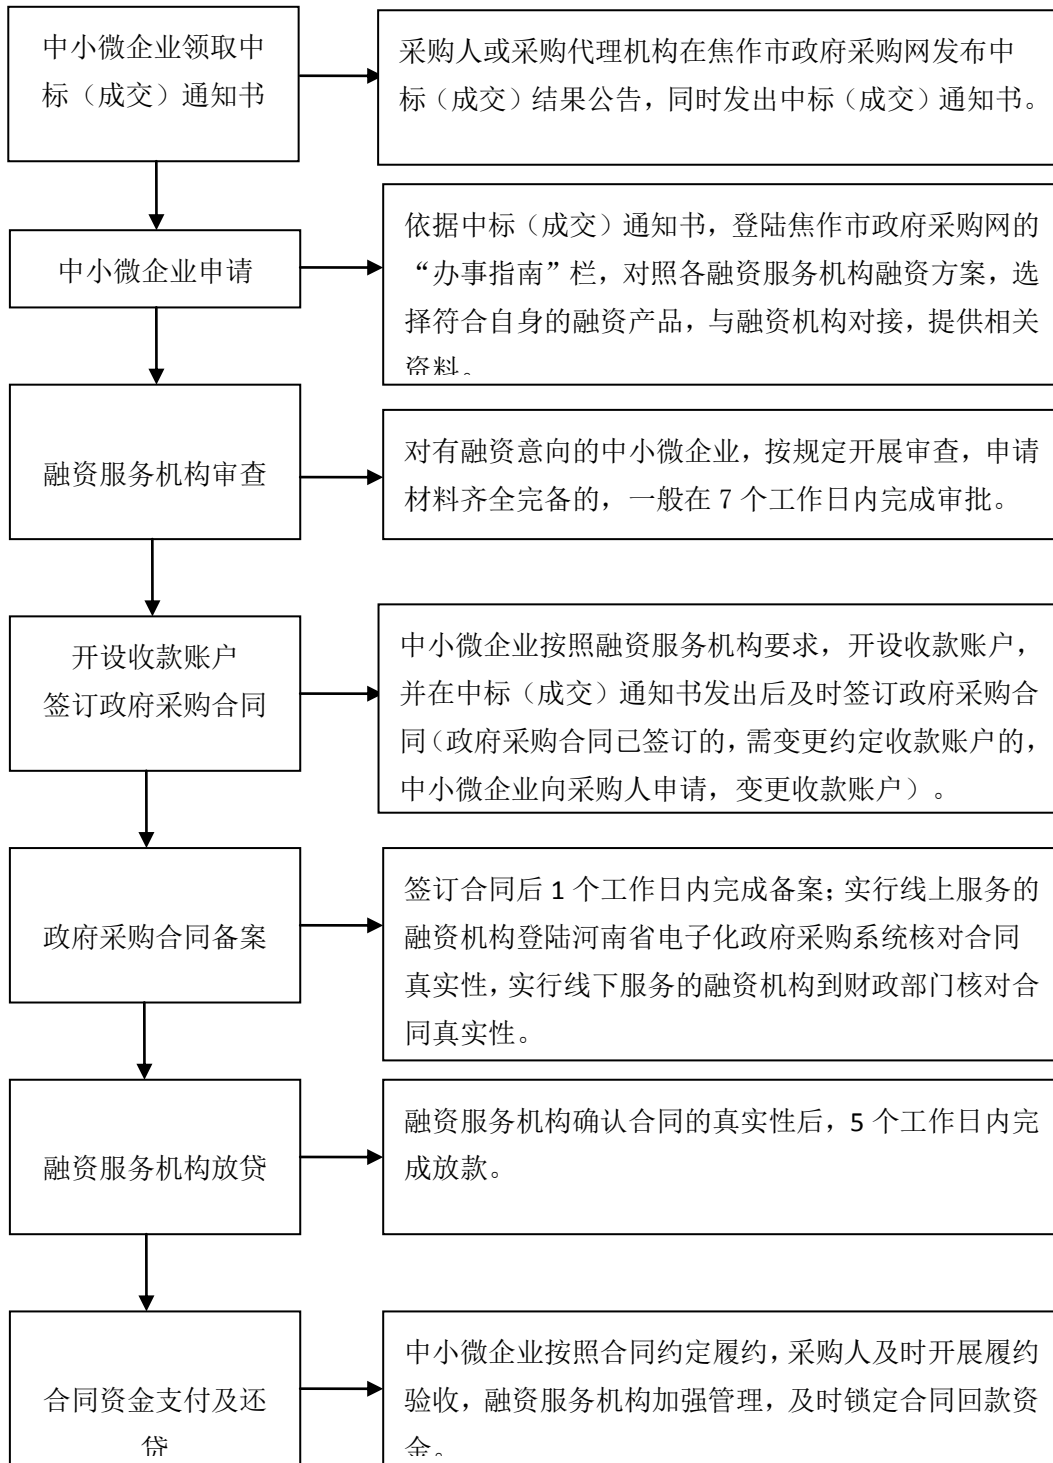 中小微企业领取中
标（成交）通知书
采购人或采购代理机构在焦作市政府采购网发布中
标（成交）结果公告，同时发出中标（成交）通知书。
中小微企业申请
依据中标（成交）通知书，登陆焦作市政府采购网的
“办事指南”栏，对照各融资服务机构融资方案，选
择符合自身的融资产品，与融资机构对接，提供相关
资料。
融资服务机构审查
对有融资意向的中小微企业，按规定开展审查，申请
材料齐全完备的，一般在 7 个工作日内完成审批。
开设收款账户
签订政府采购合同
中小微企业按照融资服务机构要求，开设收款账户，
并在中标（成交）通知书发出后及时签订政府采购合
同（政府采购合同已签订的，需变更约定收款账户的，
中小微企业向采购人申请，变更收款账户）。
政府采购合同备案
签订合同后 1 个工作日内完成备案；实行线上服务的
融资机构登陆河南省电子化政府采购系统核对合同
真实性，实行线下服务的融资机构到财政部门核对合
同真实性。
融资服务机构放贷
融资服务机构确认合同的真实性后，5 个工作日内完
成放款。
合同资金支付及还
贷
中小微企业按照合同约定履约，采购人及时开展履约
验收，融资服务机构加强管理，及时锁定合同回款资
金。